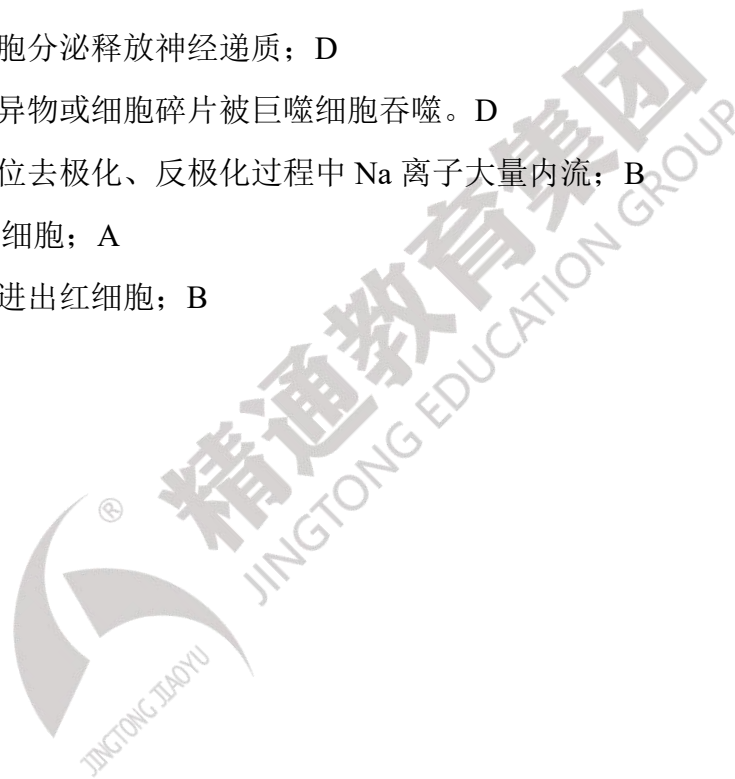 胞分泌释放神经递质；D
异物或细胞碎片被巨噬细胞吞噬。D
位去极化、反极化过程中 Na 离子大量内流；B
细胞；A
进出红细胞；B
精通教育集团
JINGTONG EDUCATION GROUP
®
JINGTONG JIAOYU